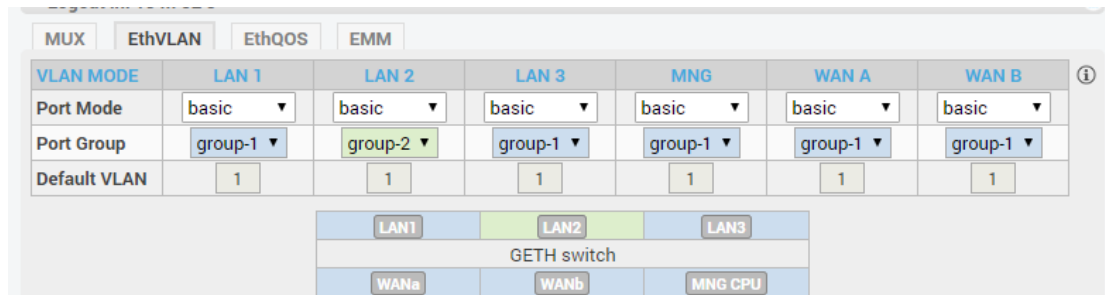 MUX EthVLAN EthQOS EMM
VLAN MODE LAN 1 LAN 2 LAN 3 MNG WAN A WAN B
Port Mode basic basic basic basic basic basic
Port Group group-1 group-2 group-1 group-1 group-1 group-1
Default VLAN 1 1 1 1 1 1
LAN1 LAN2 LAN3
GETH switch
WANa WANb MNG CPU